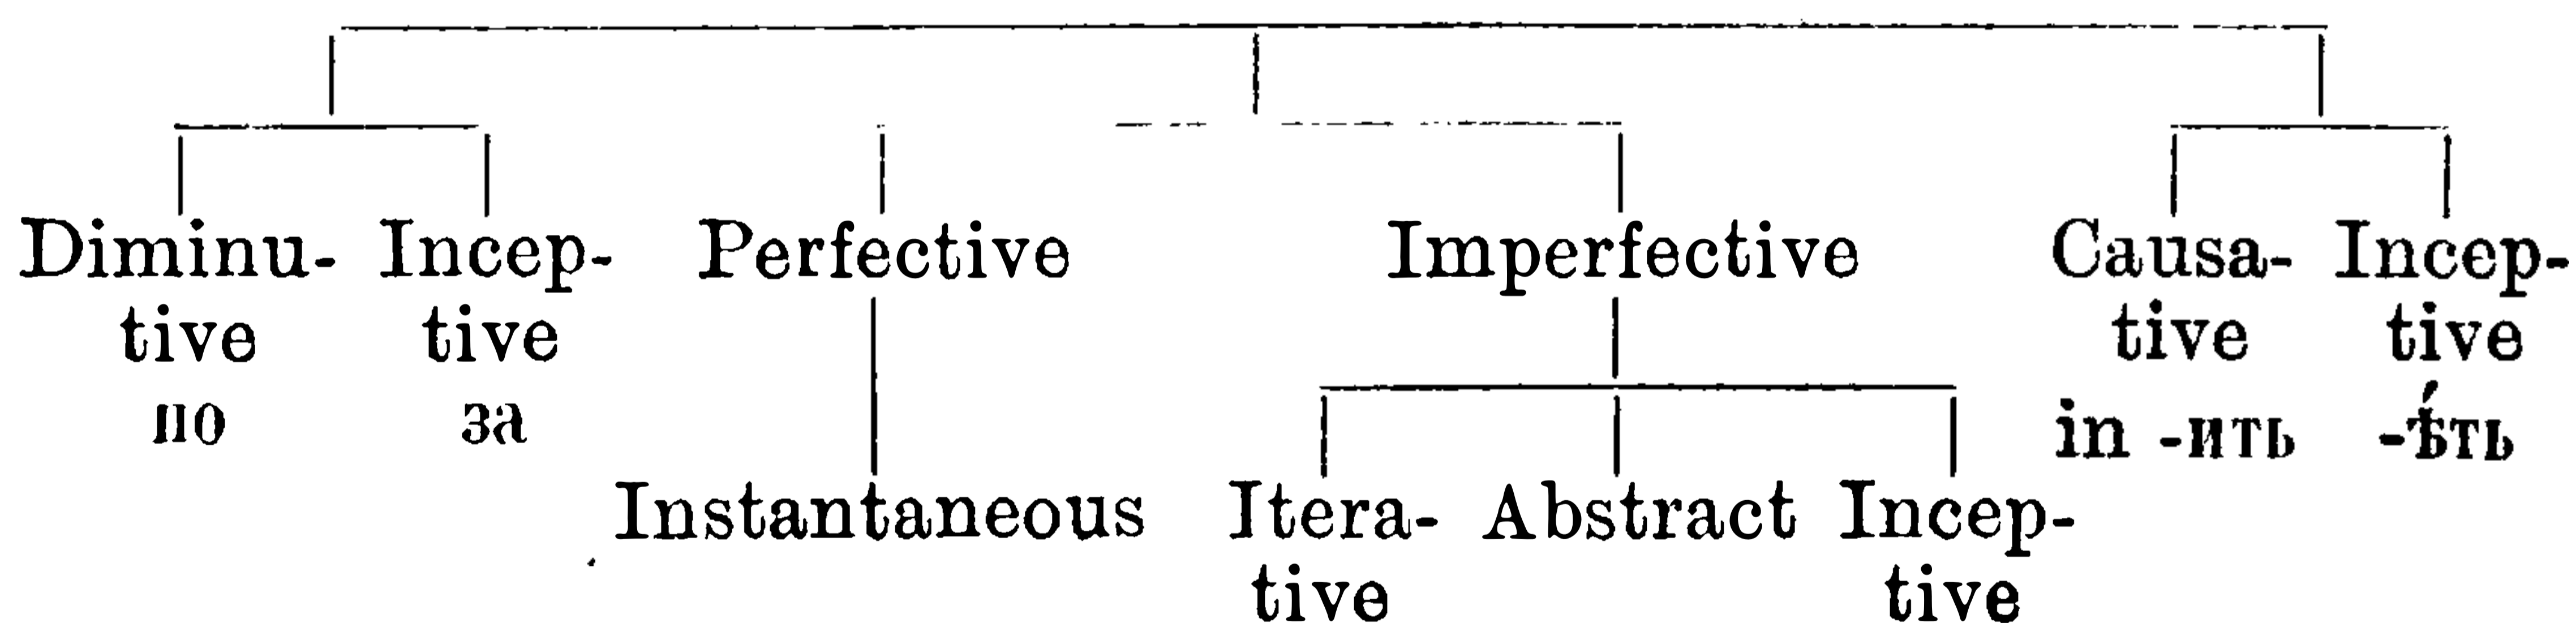 Diminu- Incep- Perfective Imperfective Causa- Incep-
tive tive tive tive
по за in -ить -ѣ́ть
Instantaneous Itera- Abstract Incep-
tive tive